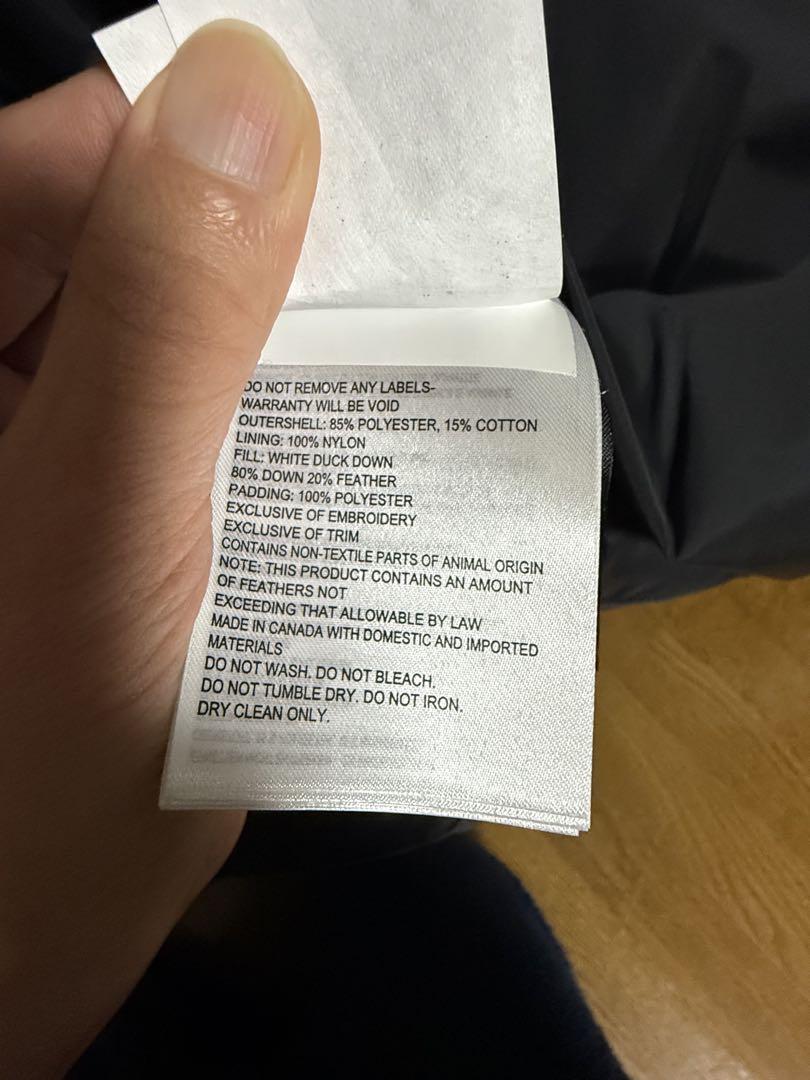 DO NOT REMOVE ANY LABELS-
WARRANTY WILL BE VOID
OUTERSHELL: 85% POLYESTER, 15% COTTON
LINING: 100% NYLON
FILL: WHITE DUCK DOWN
80% DOWN 20% FEATHER
PADDING: 100% POLYESTER
EXCLUSIVE OF EMBROIDERY
EXCLUSIVE OF TRIM
CONTAINS NON-TEXTILE PARTS OF ANIMAL ORIGIN
NOTE: THIS PRODUCT CONTAINS AN AMOUNT
OF FEATHERS NOT
EXCEEDING THAT ALLOWABLE BY LAW
MADE IN CANADA WITH DOMESTIC AND IMPORTED
MATERIALS
DO NOT WASH. DO NOT BLEACH.
DO NOT TUMBLE DRY. DO NOT IRON.
DRY CLEAN ONLY.